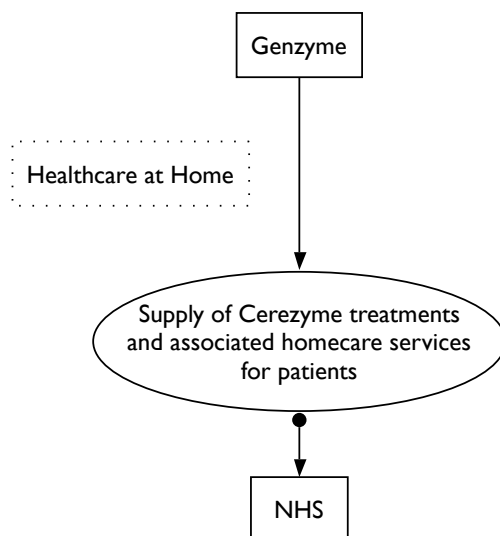 Genzyme
Healthcare at Home
Supply of Cerezyme treatments
and associated homecare services
for patients
NHS